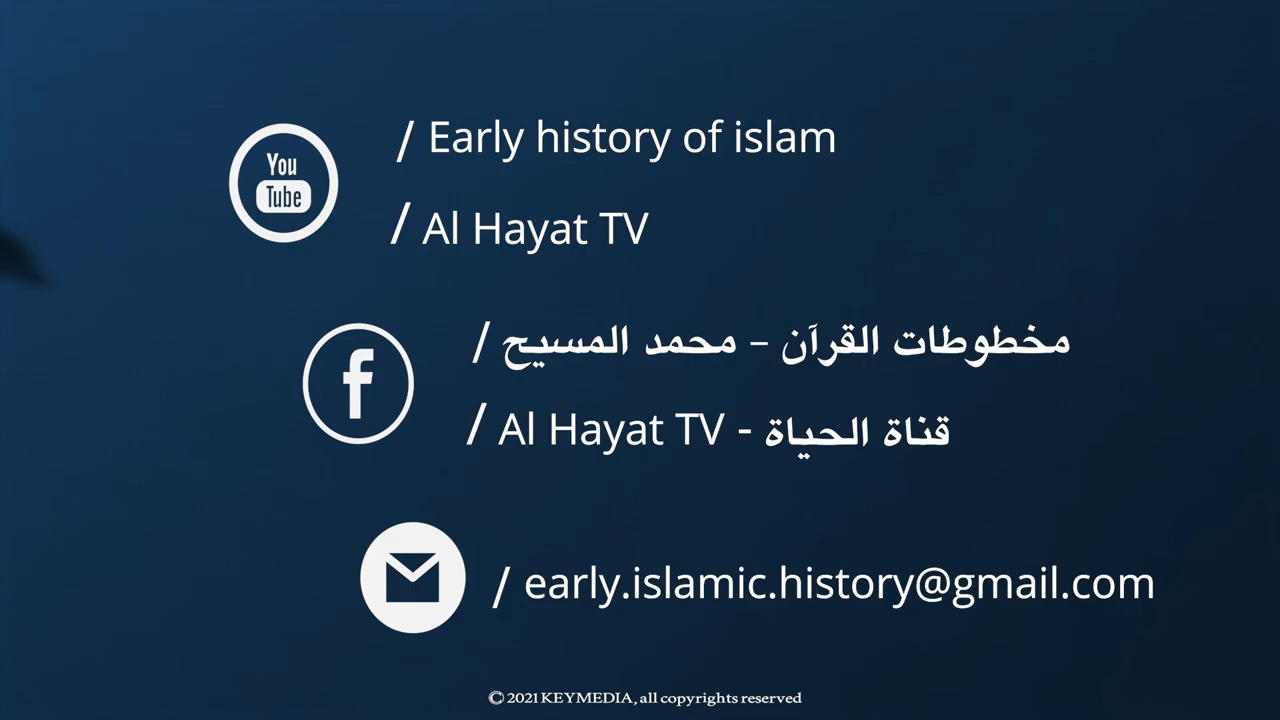 You
Tube
/ Early history of islam
/ Al Hayat TV
/ مخطوطات القرآن – محمد المسيح
/ Al Hayat TV - قناة الحياة
/ early.islamic.history@gmail.com
© 2021 KEYMEDIA, all copyrights reserved